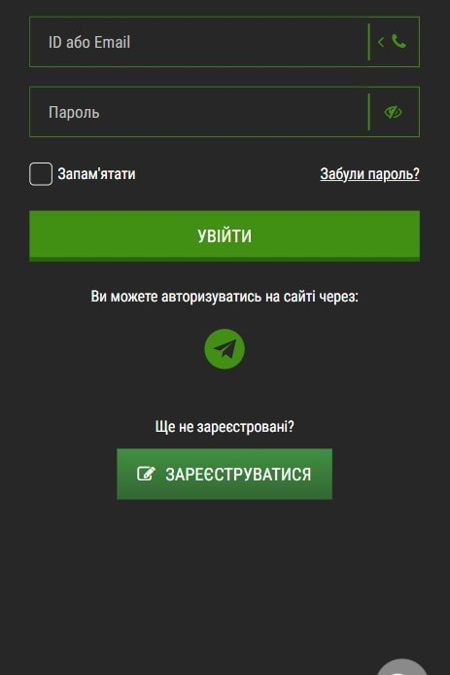 ID або Email
Пароль
Запам'ятати
Забули пароль?
УВІЙТИ
Ви можете авторизуватись на сайті через:
Ще не зареєстровані?
ЗАРЕЄСТРУВАТИСЯ